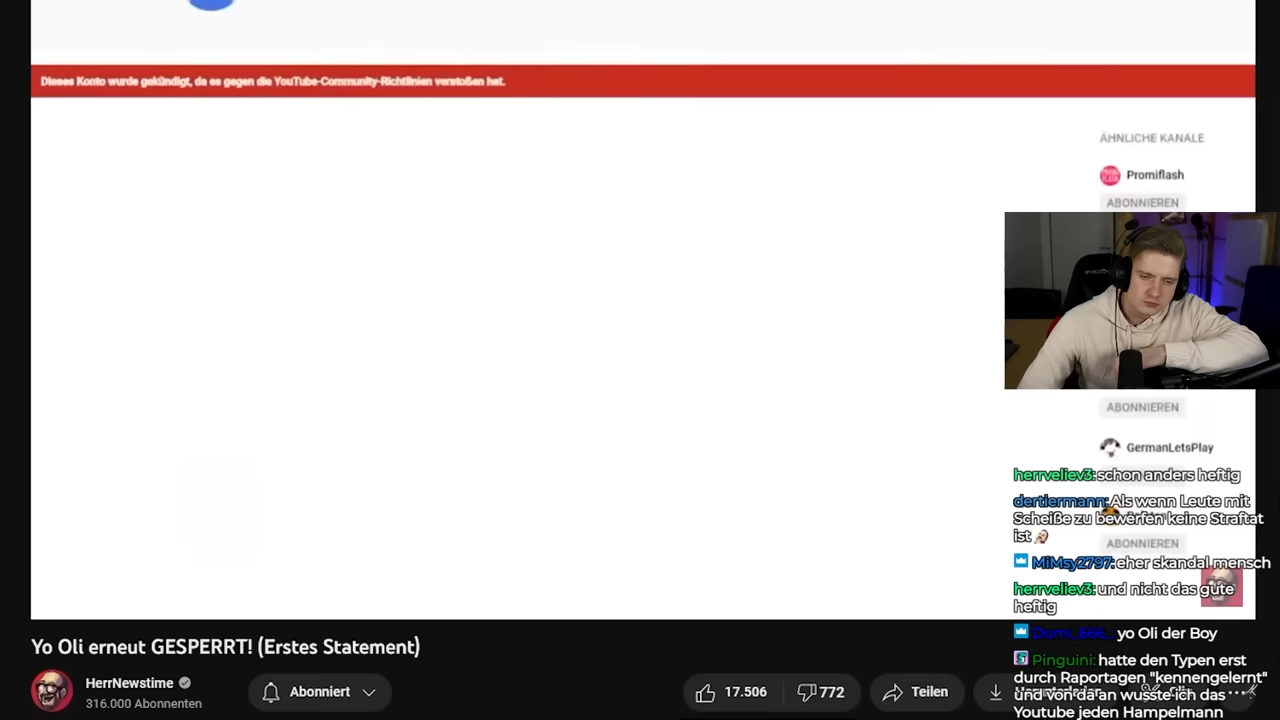 Dieses Konto wurde gekündigt, da es gegen die YouTube-Community-Richtlinien verstoßen hat.
ÄHNLICHE KANÄLE
Promiflash
ABONNIEREN
ABONNIEREN
GermanLetsPlay
ABONNIEREN
herrveliev3: schon anders heftig
dertiermann: Als wenn Leute mit
Scheiße zu bewerfen keine Straftat
ist
MiMsy2797: eher skandal mensch
herrveliev3: und nicht das gute
heftig
Domi_666_: yo Oli der Boy
Pinguini: hatte den Typen erst
durch Raportagen "kennengelernt"
und von da an wusste ich das
Youtube jeden Hampelmann
Yo Oli erneut GESPERRT! (Erstes Statement)
HerrNewstime
316.000 Abonnenten
Abonniert
17.506
772
Teilen